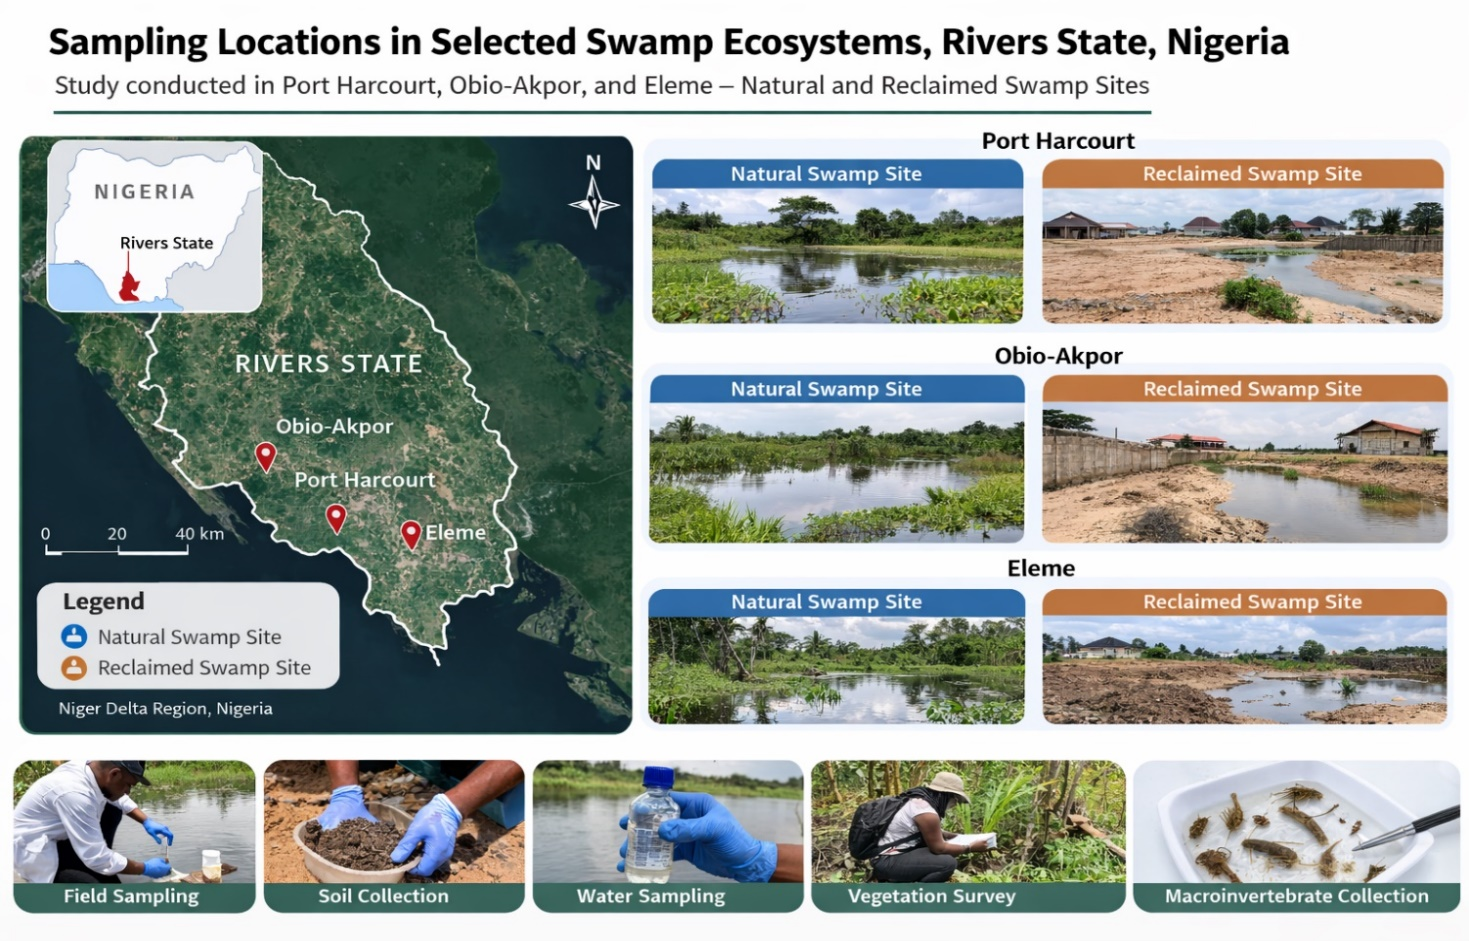 Sampling Locations in Selected Swamp Ecosystems, Rivers State, Nigeria
Study conducted in Port Harcourt, Obio-Akpor, and Eleme – Natural and Reclaimed Swamp Sites
NIGERIA
Rivers State
N
RIVERS STATE
Obio-Akpor
Port Harcourt
Eleme
0 20 40 km
Legend
Natural Swamp Site
Reclaimed Swamp Site
Niger Delta Region, Nigeria
Port Harcourt
Natural Swamp Site
Reclaimed Swamp Site
Obio-Akpor
Natural Swamp Site
Reclaimed Swamp Site
Eleme
Natural Swamp Site
Reclaimed Swamp Site
Field Sampling
Soil Collection
Water Sampling
Vegetation Survey
Macroinvertebrate Collection